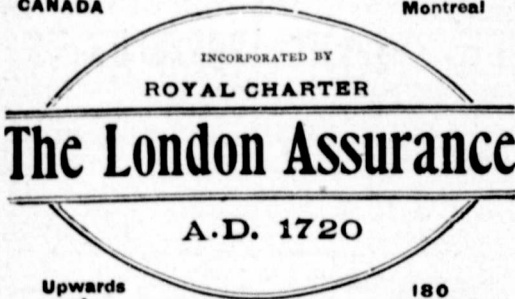 CANADA Montreal
INCORPORATED BY
ROYAL CHARTER
The London Assurance
A.D. 1720
Upwards 180